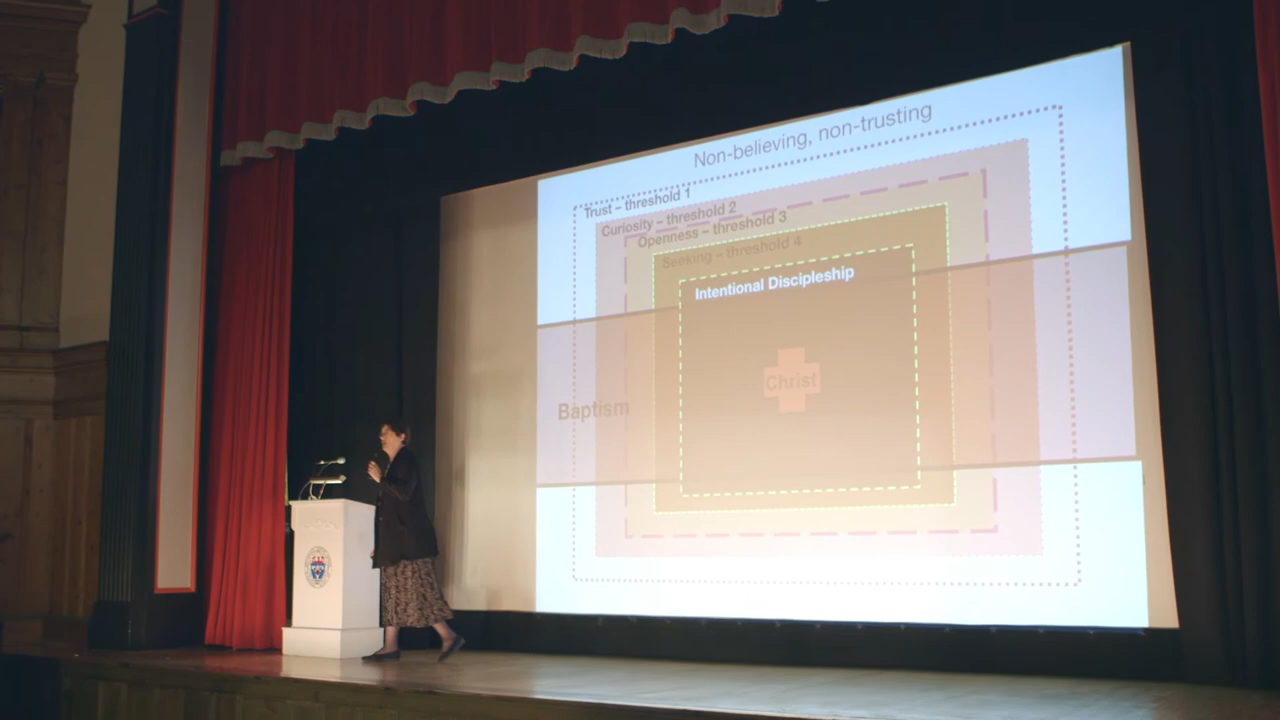 Non-believing, non-trusting
Trust – threshold 1
Curiosity – threshold 2
Openness – threshold 3
Seeking – threshold 4
Intentional Discipleship
Christ
Baptism